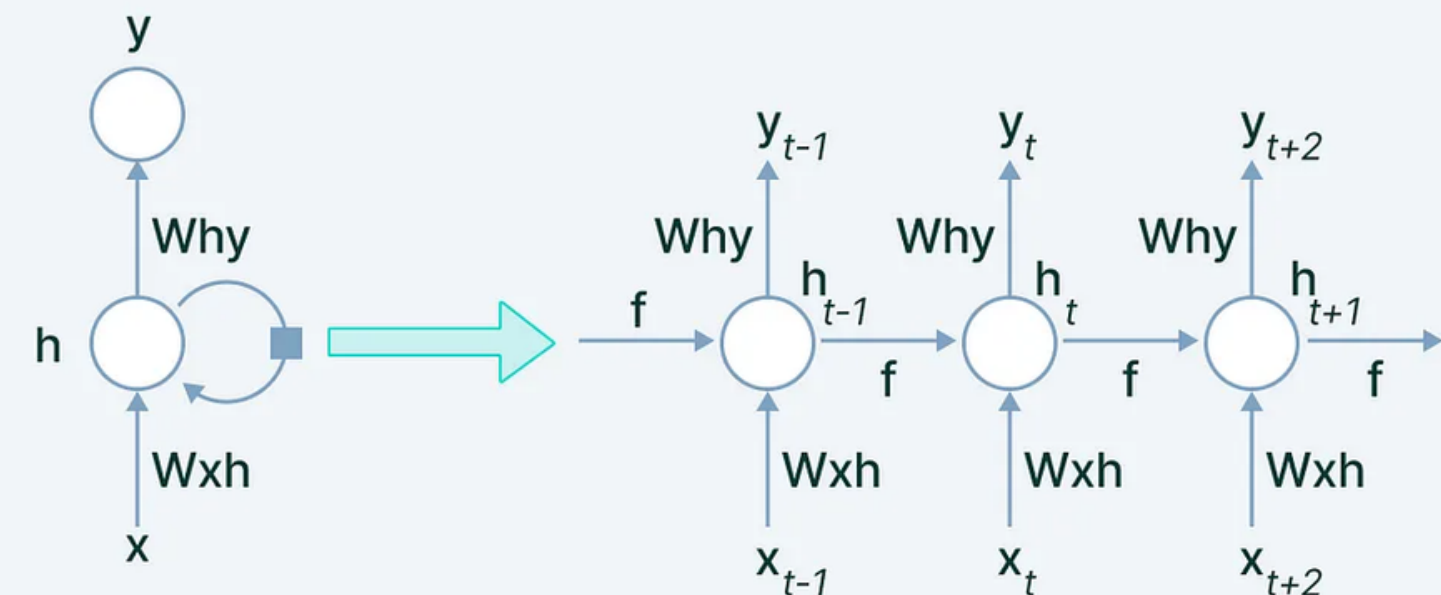 y
Why
h
Wxh
x
y t-1
y t
y t+2
Why
Why
Why
f
h t-1
h t
h t+1
f
f
f
Wxh
Wxh
Wxh
x t-1
x t
x t+2